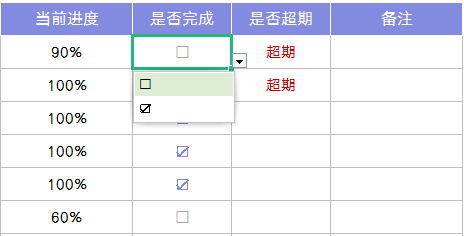 当前进度 是否完成 是否超期 备注
90% ☐ 超期
100% 超期
100%
100% ☑
100% ☑
60% ☐
☐
☑